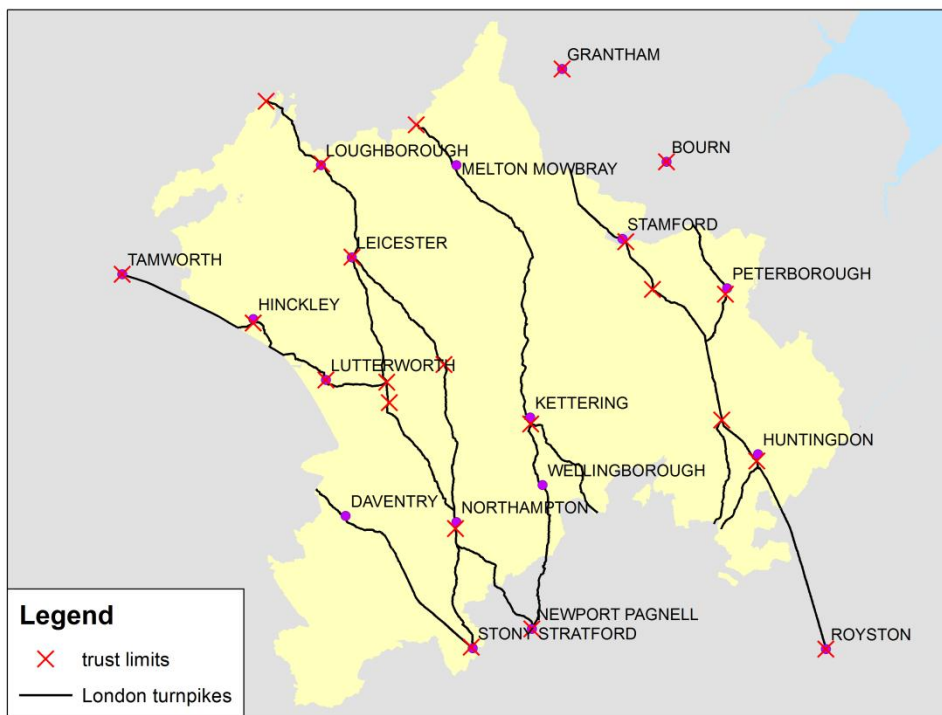 GRANTHAM
BOURN
LOUGHBOROUGH
MELTON MOWBRAY
STAMFORD
LEICESTER
TAMWORTH
PETERBOROUGH
HINCKLEY
LUTTERWORTH
KETTERING
HUNTINGDON
WELLINGBOROUGH
DAVENTRY
NORTHAMPTON
NEWPORT PAGNELL
STONY STRATFORD
ROYSTON
Legend
trust limits
London turnpikes